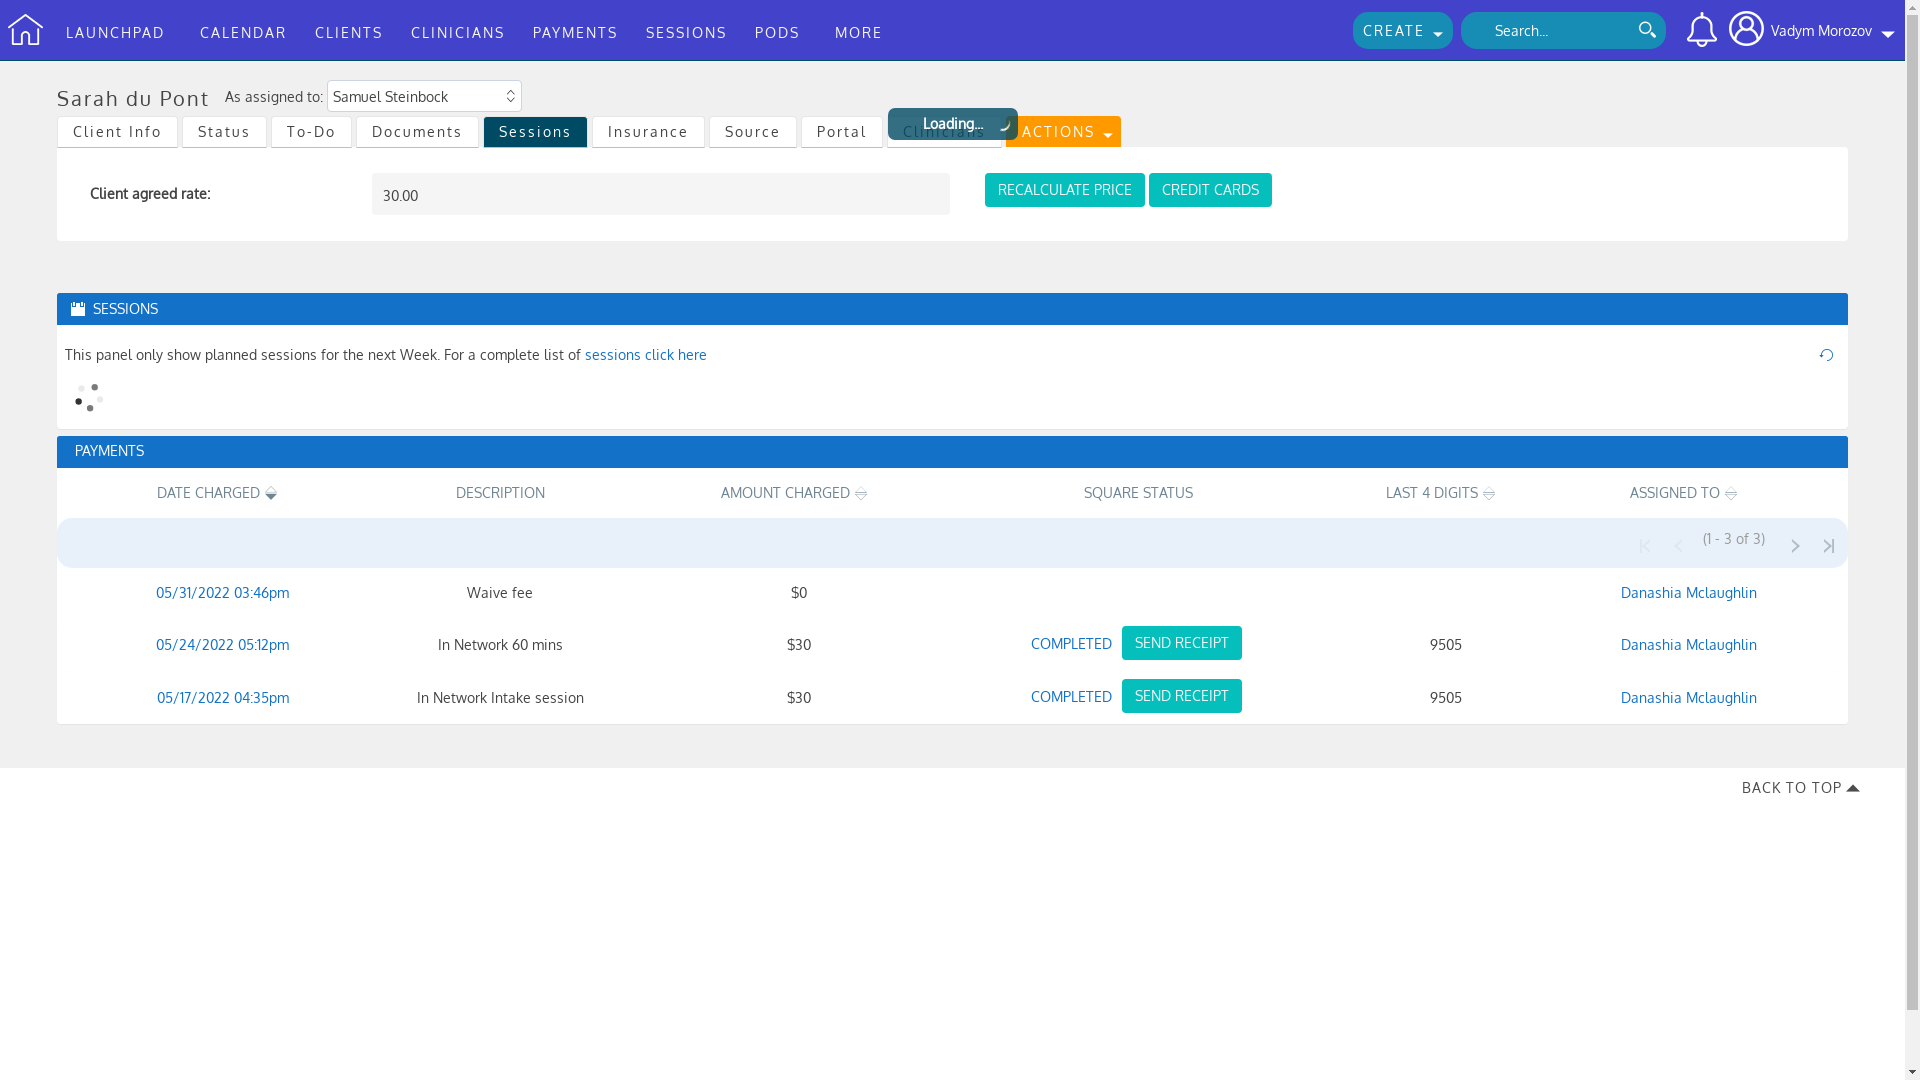 LAUNCHPAD CALENDAR CLIENTS CLINICIANS PAYMENTS SESSIONS PODS MORE CREATE Search... Vadym Morozov
Sarah du Pont As assigned to: Samuel Steinbock
Client Info Status To-Do Documents Sessions Insurance Source Portal Clinicians ACTIONS
Loading...
Client agreed rate: 30.00 RECALCULATE PRICE CREDIT CARDS
SESSIONS
This panel only show planned sessions for the next Week. For a complete list of sessions click here
PAYMENTS
DATE CHARGED DESCRIPTION AMOUNT CHARGED SQUARE STATUS LAST 4 DIGITS ASSIGNED TO
(1 - 3 of 3)
05/31/2022 03:46pm Waive fee $0 Danashia Mclaughlin
05/24/2022 05:12pm In Network 60 mins $30 COMPLETED SEND RECEIPT 9505 Danashia Mclaughlin
05/17/2022 04:35pm In Network Intake session $30 COMPLETED SEND RECEIPT 9505 Danashia Mclaughlin
BACK TO TOP